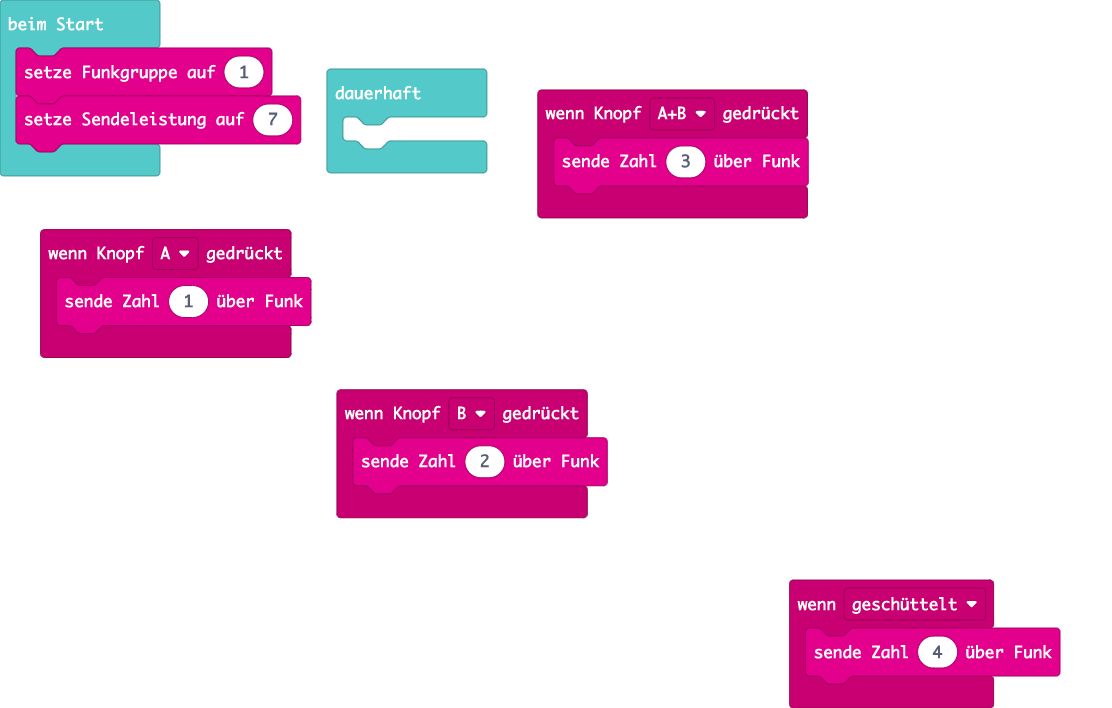 beim Start
setze Funkgruppe auf 1
setze Sendeleistung auf 7
dauerhaft
wenn Knopf A+B gedrückt
sende Zahl 3 über Funk
wenn Knopf A gedrückt
sende Zahl 1 über Funk
wenn Knopf B gedrückt
sende Zahl 2 über Funk
wenn geschüttelt
sende Zahl 4 über Funk